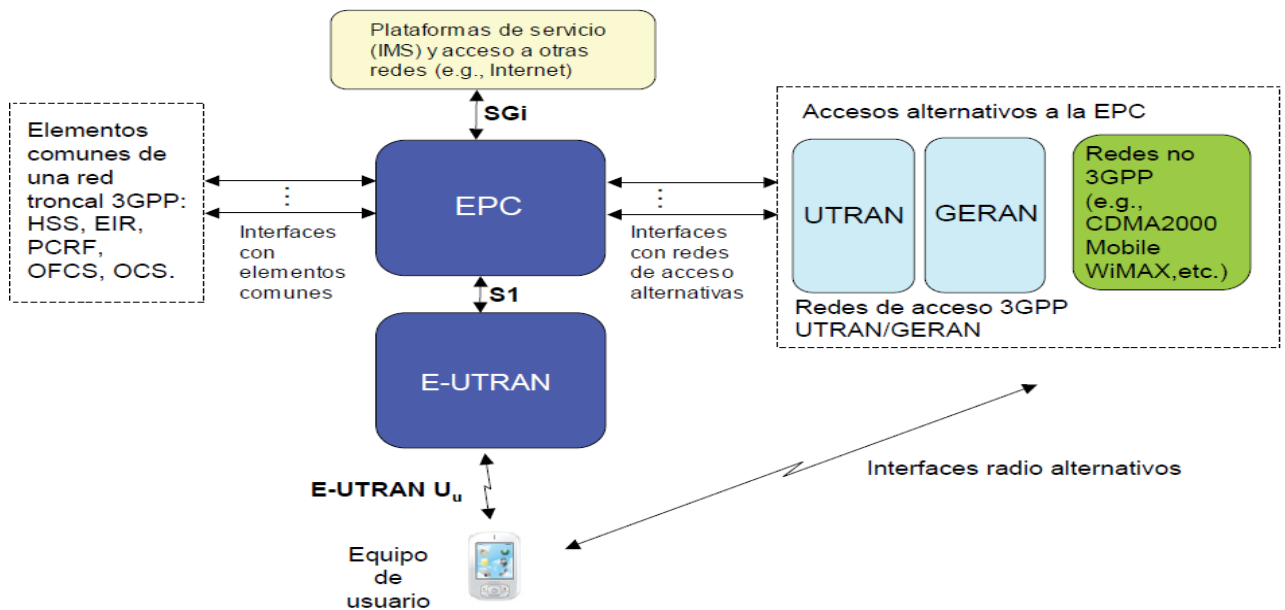 Plataformas de servicio
(IMS) y acceso a otras
redes (e.g., Internet)
SGi
Elementos
comunes de
una red
troncal 3GPP:
HSS, EIR,
PCRF,
OFCS, OCS.
...
Interfaces
con
elementos
comunes
EPC
...
Interfaces
con redes
de acceso
alternativas
Accesos alternativos a la EPC
UTRAN
GERAN
Redes no
3GPP
(e.g.,
CDMA2000
Mobile
WiMAX,etc.)
Redes de acceso 3GPP
UTRAN/GERAN
S1
E-UTRAN
E-UTRAN Uu
Interfaces radio alternativos
Equipo
de
usuario